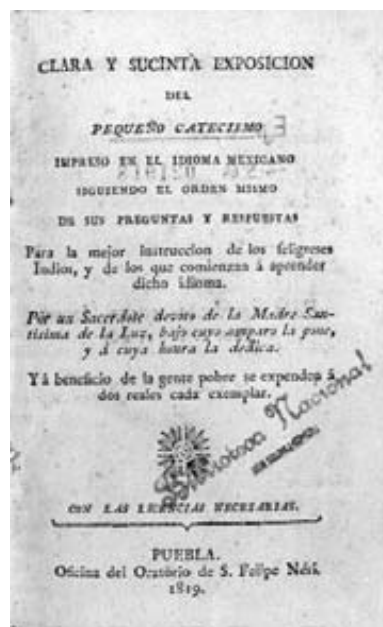 CLARA Y SUCINTA EXPOSICION
DEL
PEQUEÑO CATECISMO
IMPRESO EN EL IDIOMA MEXICANO
SIGUIENDO EL ORDEN MISMO
DE SUS PREGUNTAS Y RESPUESTAS
Para la mejor instruccion de los feligreses
Indios, y de los que comienzan á aprender
dicho idioma.
Por un Sacerdote devoto de la Madre San-
tisima de la Luz, bajo cuyo amparo la pone,
y á cuya honra la dedica.
Y á beneficio de la gente pobre se expenden á
dos reales cada exemplar.
Biblioteca Nacional
CON LAS LICENCIAS NECESARIAS.
PUEBLA.
Oficina del Oratorio de S. Felipe Neri.
1819.